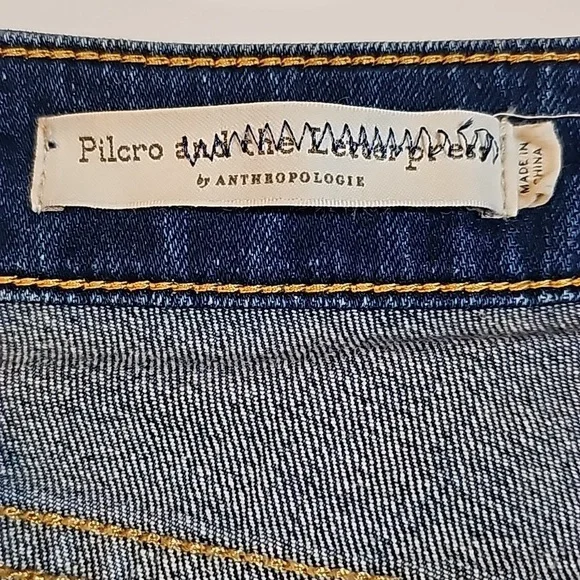 Pilcro and the Letterpress
by ANTHROPOLOGIE
MADE IN
CHINA